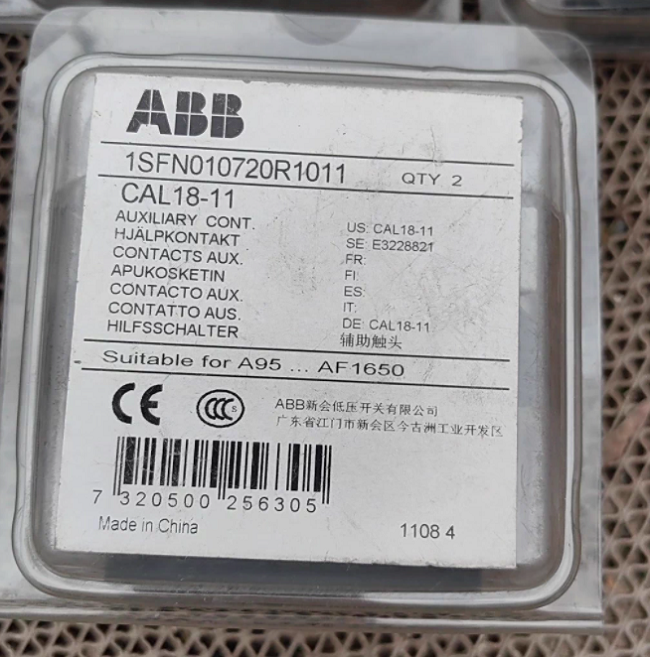 ABB
1SFN010720R1011 QTY 2
CAL18-11
AUXILIARY CONT. US: CAL18-11
HJÄLPKONTAKT SE: E3228821
CONTACTS AUX. FR:
APUKOSKETIN FI:
CONTACTO AUX. ES:
CONTATTO AUS. IT:
HILFSSCHALTER DE: CAL18-11
辅助触头
Suitable for A95 ... AF1650
CE CCC S ABB新会低压开关有限公司
广东省江门市新会区今古洲工业开发区
7 320500 256305
Made in China 1108 4